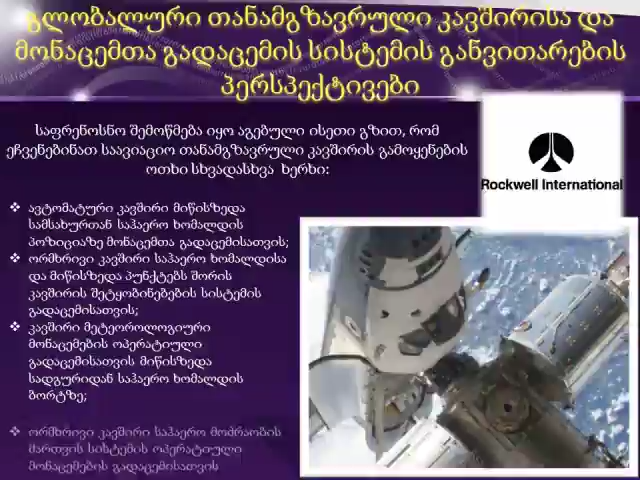 გლობალური თანამგზავრული კავშირისა და
მონაცემთა გადაცემის სისტემის განვითარების
პერსპექტივები
საფრენოსნო შემოწმება იყო აგებული ისეთი გზით, რომ
ეჩვენებინათ საავიაციო თანამგზავრული კავშირის გამოყენების
ოთხი სხვადასხვა ხერხი:
Rockwell International
❖ ავტომატური კავშირი მიწისზედა
სამსახურთან საჰაერო ხომალდის
პოზიციაზე მონაცემთა გადაცემისათვის;
❖ ორმხრივი კავშირი საჰაერო ხომალდისა
და მიწისზედა პუნქტებს შორის
კავშირის შეტყობინებების სისტემის
გადაცემისათვის;
❖ კავშირი მეტეოროლოგიური
მონაცემების ოპერატიული
გადაცემისათვის მიწისზედა
სადგურიდან საჰაერო ხომალდის
ბორტზე;
❖ ორმხრივი კავშირი საჰაერო მოძრაობის
მართვის სისტემის ოპერატიული
მონაცემების გადაცემისათვის